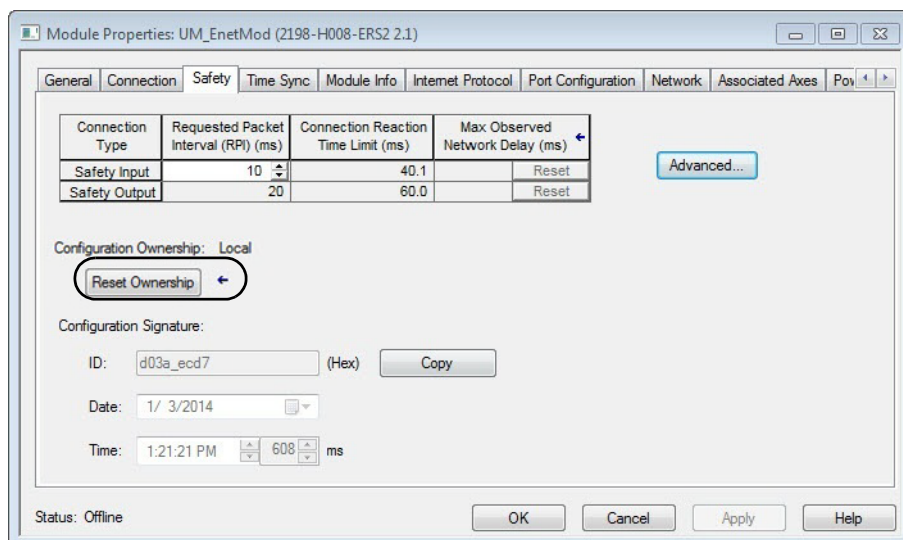 Module Properties: UM_EnetMod (2198-H008-ERS2 2.1)
General Connection Safety Time Sync Module Info Internet Protocol Port Configuration Network Associated Axes Pow
Connection Type Requested Packet Interval (RPI) (ms) Connection Reaction Time Limit (ms) Max Observed Network Delay (ms)
Safety Input 10 40.1 Reset
Safety Output 20 60.0 Reset
Advanced...
Configuration Ownership: Local
Reset Ownership
Configuration Signature:
ID: d03a_ecd7 (Hex) Copy
Date: 1/ 3/2014
Time: 1:21:21 PM 608 ms
Status: Offline OK Cancel Apply Help